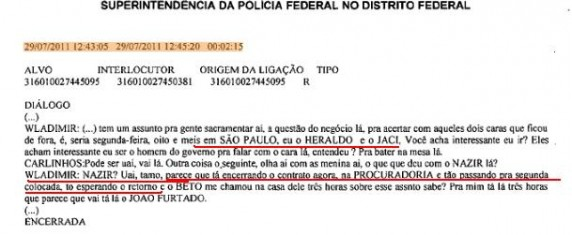 SUPERINTENDÊNCIA DA POLÍCIA FEDERAL NO DISTRITO FEDERAL
29/07/2011 12:43:05 29/07/2011 12:45:20 00:02:15
ALVO INTERLOCUTOR ORIGEM DA LIGAÇÃO TIPO
316010027445095 316010027450381 316010027445095 R
DIÁLOGO
(...)
WLADIMIR: (...) tem um assunto pra gente sacramentar ai, a questão do negócio lá, pra acertar com aqueles dois caras que ficou
de fora, é, seria segunda-feira, oito e meis em SÃO PAULO, eu o HERALDO e o JACI, Você acha interessante eu ir? Eles
acham interessante eu ser o homem do governo pra falar com o cara lá, entendeu ? Pra bater na mesa lá.
CARLINHOS:Pode ser uai, vai lá. Outra coisa o,seguinte, olha ai com as menina ai, o que que deu com o NAZIR lá?
WLADIMIR: NAZIR? Uai, tamo, parece que tá encerrando o contrato agora, na PROCURADORIA e tão passando pra segunda
colocada, to esperando o retorno e o BETO me chamou na casa dele três horas sobre esse assnto sabe? Pra mim tá lá três horas
que parece que vai tá lá o JOÃO FURTADO.
(...)
ENCERRADA